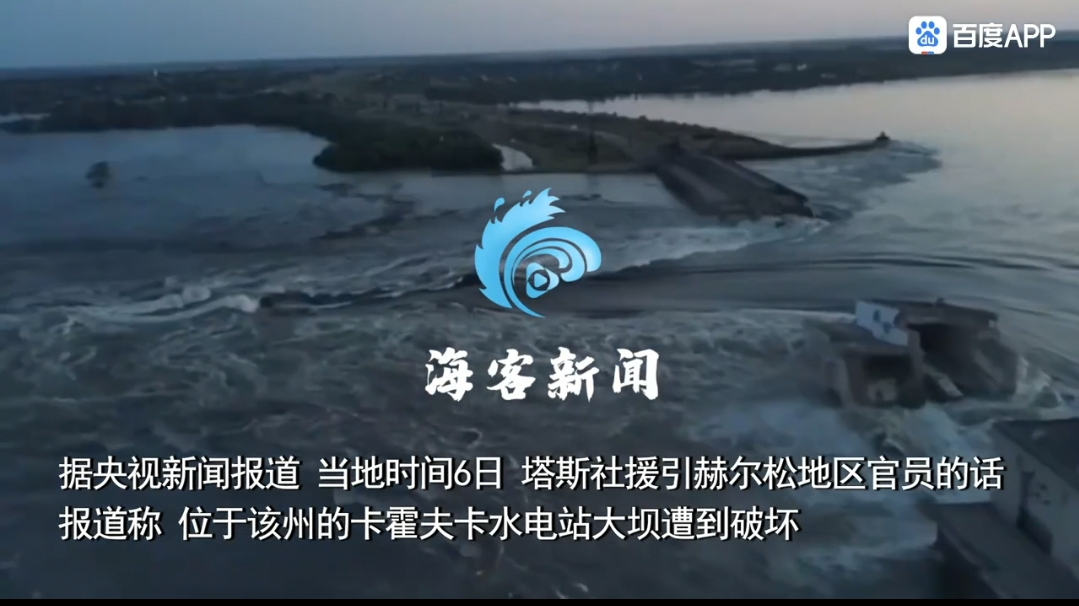 du 百度APP
海客新闻
据央视新闻报道 当地时间6日 塔斯社援引赫尔松地区官员的话
报道称 位于该州的卡霍夫卡水电站大坝遭到破坏